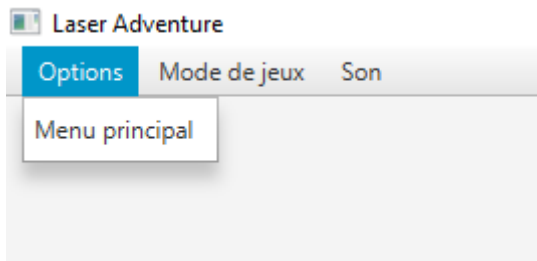 Laser Adventure
Options Mode de jeux Son
Menu principal